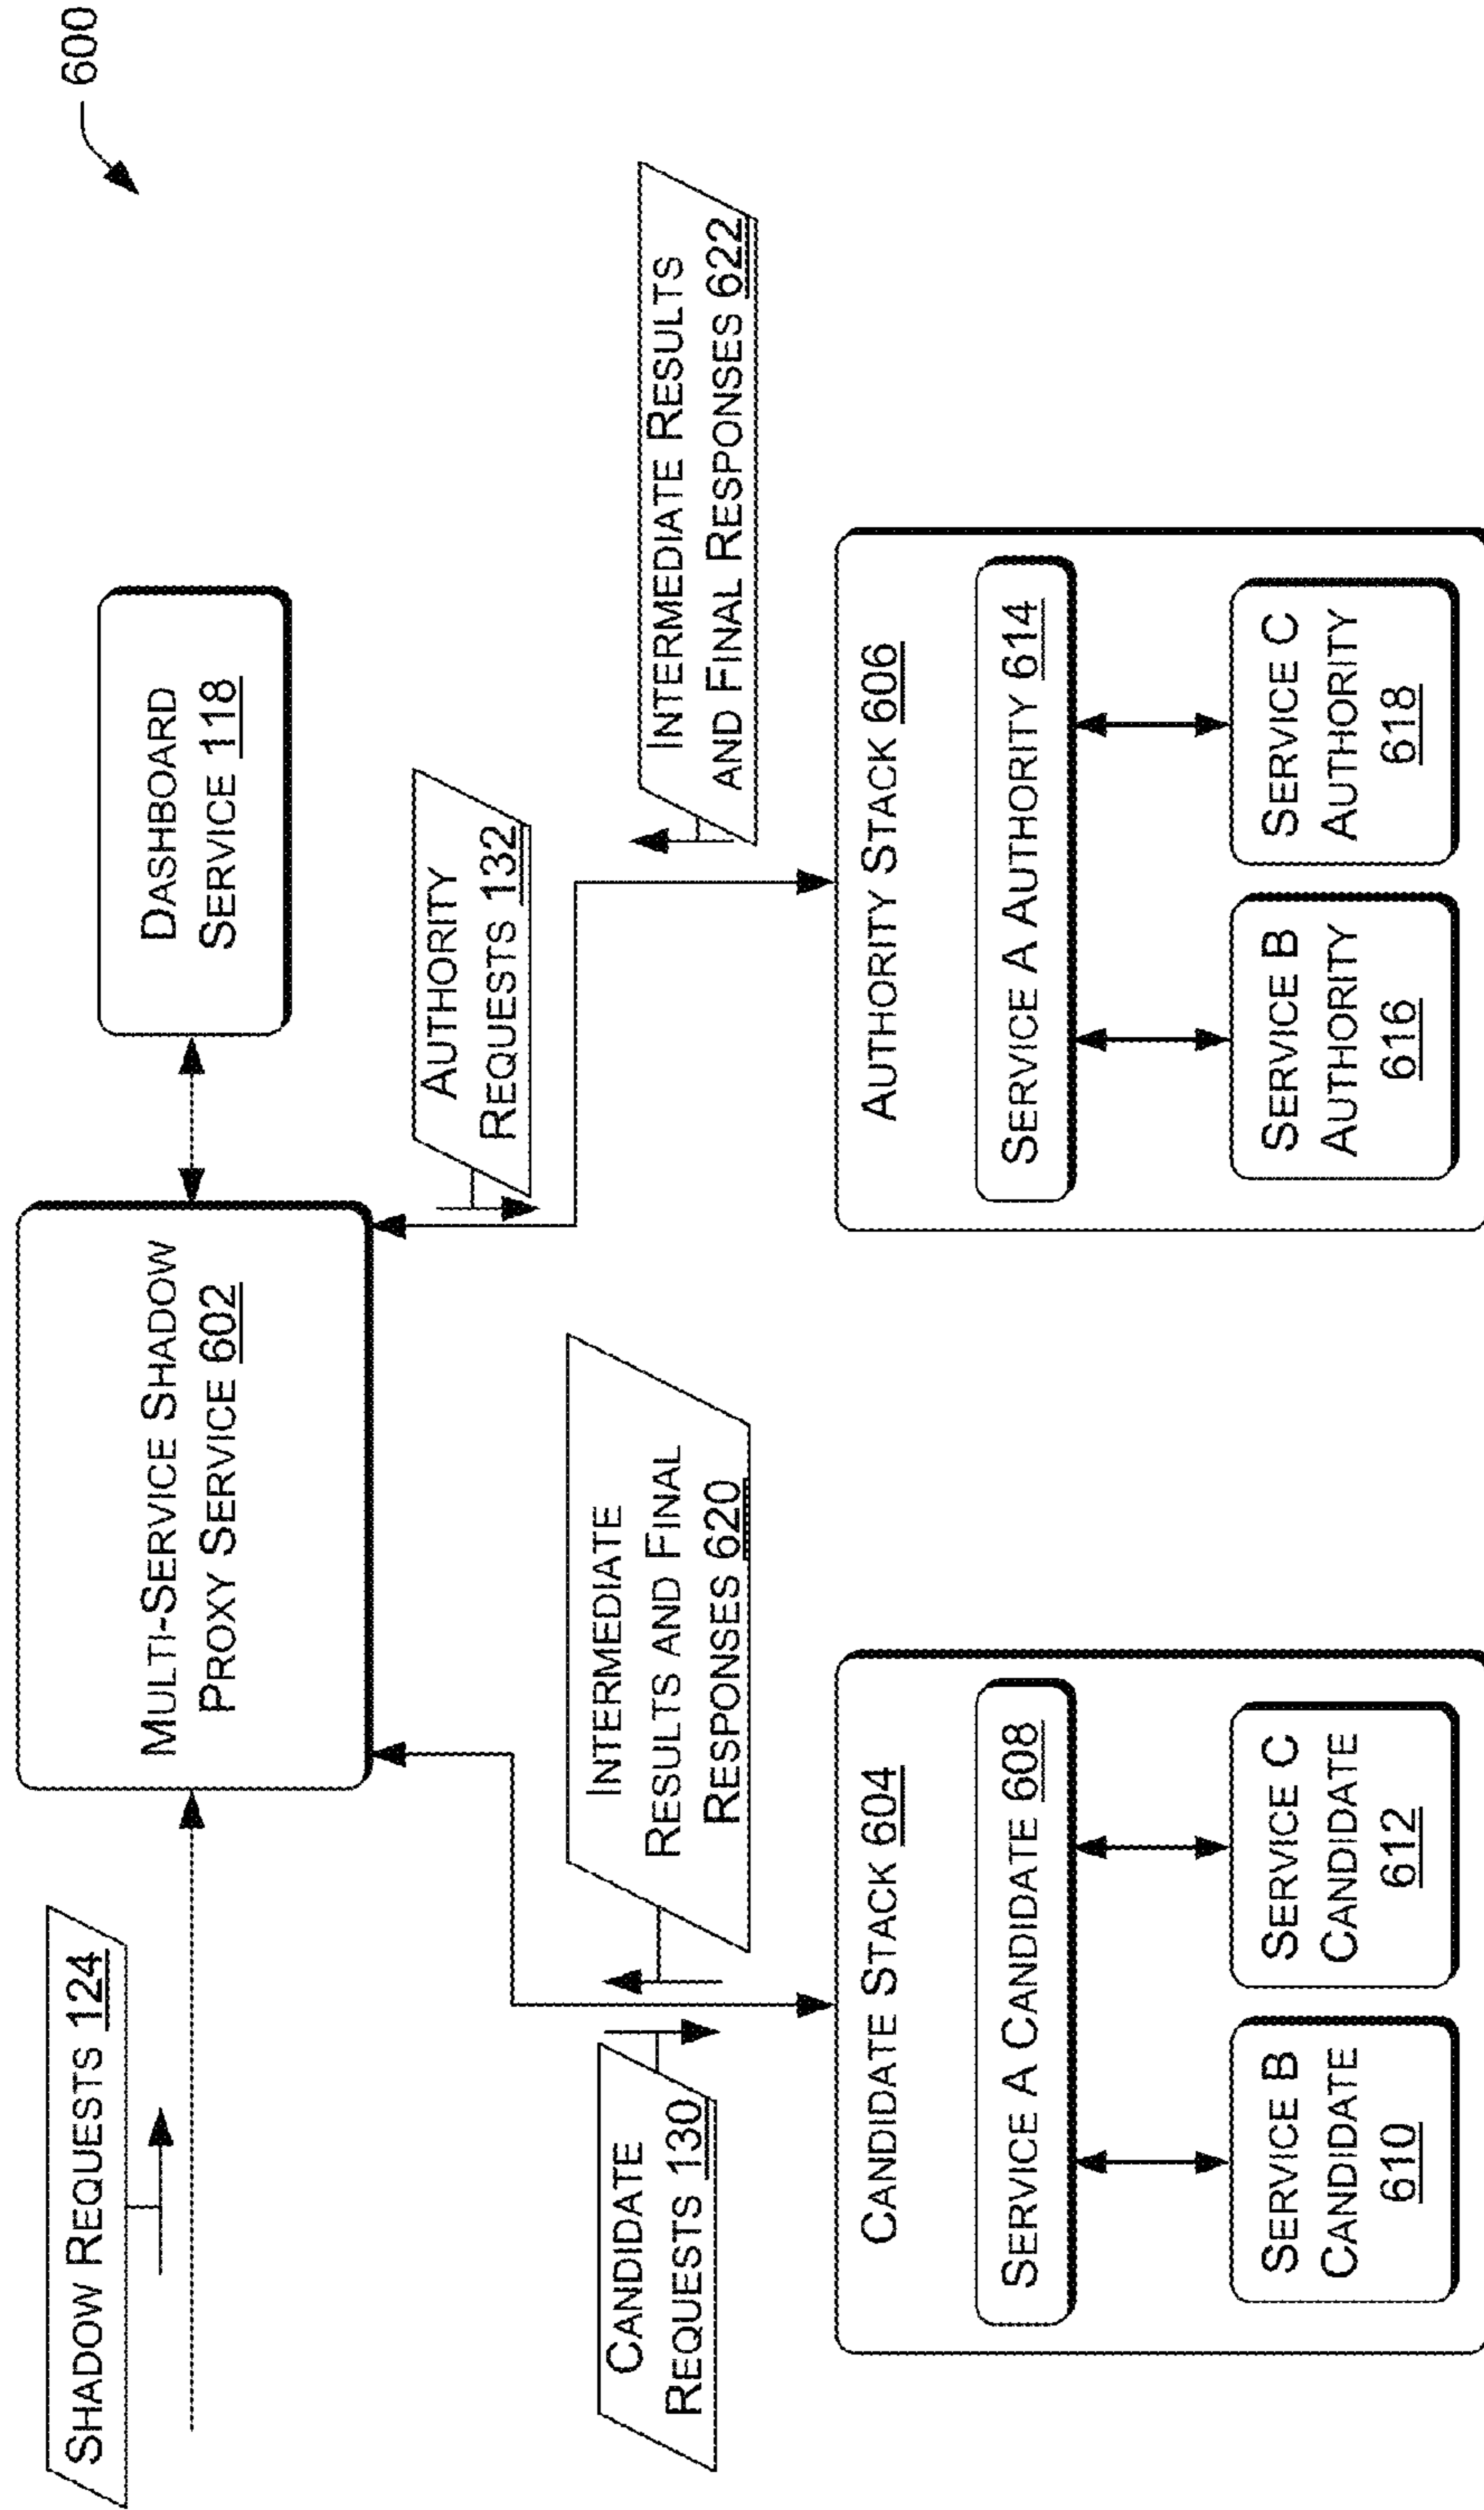 600
SHADOW REQUESTS 124
MULTI-SERVICE SHADOW
PROXY SERVICE 602
DASHBOARD
SERVICE 118
AUTHORITY
REQUESTS 132
CANDIDATE
REQUESTS 130
INTERMEDIATE
RESULTS AND FINAL
RESPONSES 620
INTERMEDIATE RESULTS
AND FINAL RESPONSES 622
CANDIDATE STACK 604
SERVICE A CANDIDATE 608
SERVICE B
CANDIDATE
610
SERVICE C
CANDIDATE
612
AUTHORITY STACK 606
SERVICE A AUTHORITY 614
SERVICE B
AUTHORITY
616
SERVICE C
AUTHORITY
618